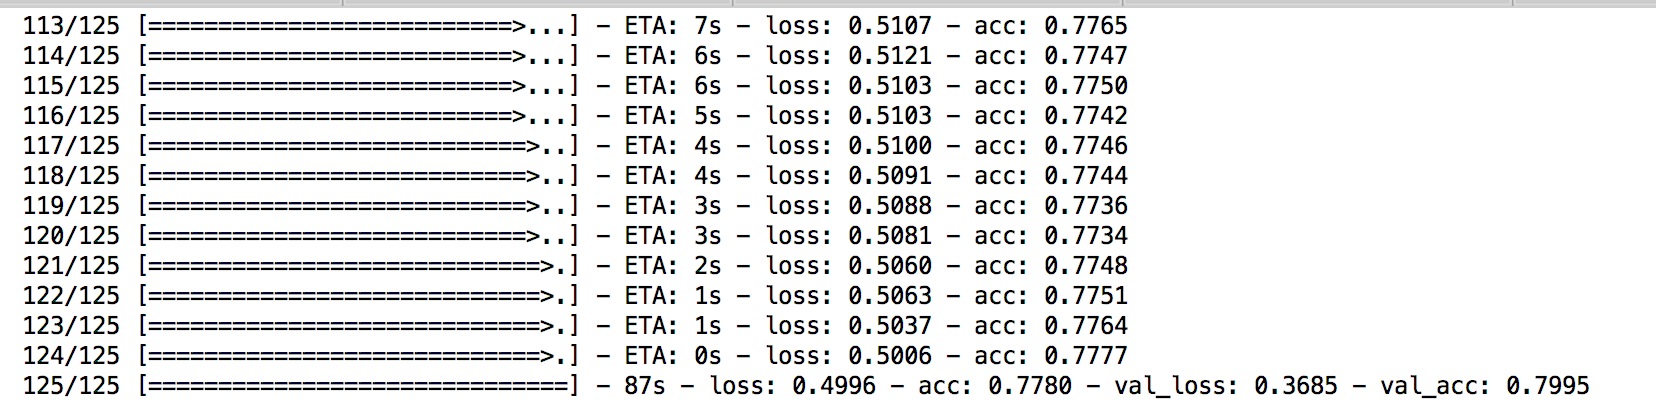 113/125 [==========================>...] - ETA: 7s - loss: 0.5107 - acc: 0.7765
114/125 [==========================>...] - ETA: 6s - loss: 0.5121 - acc: 0.7747
115/125 [==========================>...] - ETA: 6s - loss: 0.5103 - acc: 0.7750
116/125 [==========================>...] - ETA: 5s - loss: 0.5103 - acc: 0.7742
117/125 [===========================>..] - ETA: 4s - loss: 0.5100 - acc: 0.7746
118/125 [===========================>..] - ETA: 4s - loss: 0.5091 - acc: 0.7744
119/125 [===========================>..] - ETA: 3s - loss: 0.5088 - acc: 0.7736
120/125 [===========================>..] - ETA: 3s - loss: 0.5081 - acc: 0.7734
121/125 [============================>.] - ETA: 2s - loss: 0.5060 - acc: 0.7748
122/125 [============================>.] - ETA: 1s - loss: 0.5063 - acc: 0.7751
123/125 [============================>.] - ETA: 1s - loss: 0.5037 - acc: 0.7764
124/125 [============================>.] - ETA: 0s - loss: 0.5006 - acc: 0.7777
125/125 [==============================] - 87s - loss: 0.4996 - acc: 0.7780 - val_loss: 0.3685 - val_acc: 0.7995